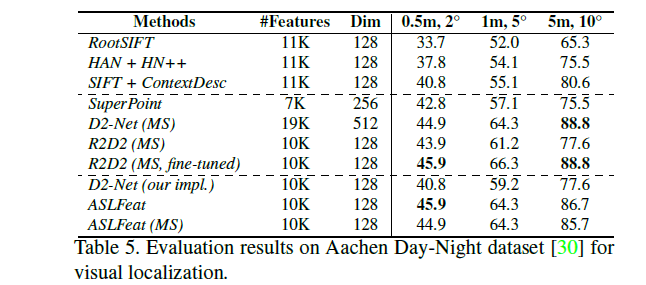 Methods #Features Dim 0.5m, 2° 1m, 5° 5m, 10°
RootSIFT 11K 128 33.7 52.0 65.3
HAN + HN++ 11K 128 37.8 54.1 75.5
SIFT + ContextDesc 11K 128 40.8 55.1 80.6
SuperPoint 7K 256 42.8 57.1 75.5
D2-Net (MS) 19K 512 44.9 64.3 88.8
R2D2 (MS) 10K 128 43.9 61.2 77.6
R2D2 (MS, fine-tuned) 10K 128 45.9 66.3 88.8
D2-Net (our impl.) 10K 128 40.8 59.2 77.6
ASLFeat 10K 128 45.9 64.3 86.7
ASLFeat (MS) 10K 128 44.9 64.3 85.7
Table 5. Evaluation results on Aachen Day-Night dataset [30] for
visual localization.